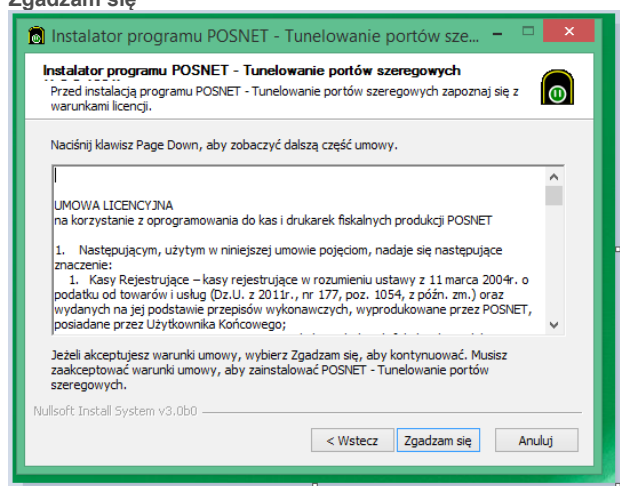 Zgadzam się
Instalator programu POSNET - Tunelowanie portów sze...
Instalator programu POSNET - Tunelowanie portów szeregowych
Przed instalacją programu POSNET - Tunelowanie portów szeregowych zapoznaj się z
warunkami licencji.
Naciśnij klawisz Page Down, aby zobaczyć dalszą część umowy.
UMOWA LICENCYJNA
na korzystanie z oprogramowania do kas i drukarek fiskalnych produkcji POSNET
1. Następującym, użytym w niniejszej umowie pojęciom, nadaje się następujące
znaczenie:
1. Kasy Rejestrujące – kasy rejestrujące w rozumieniu ustawy z 11 marca 2004r. o
podatku od towarów i usług (Dz.U. z 2011r., nr 177, poz. 1054, z późn. zm.) oraz
wydanych na jej podstawie przepisów wykonawczych, wyprodukowane przez POSNET,
posiadane przez Użytkownika Końcowego;
Jeżeli akceptujesz warunki umowy, wybierz Zgadzam się, aby kontynuować. Musisz
zaakceptować warunki umowy, aby zainstalować POSNET - Tunelowanie portów
szeregowych.
Nullsoft Install System v3.0b0
< Wstecz
Zgadzam się
Anuluj